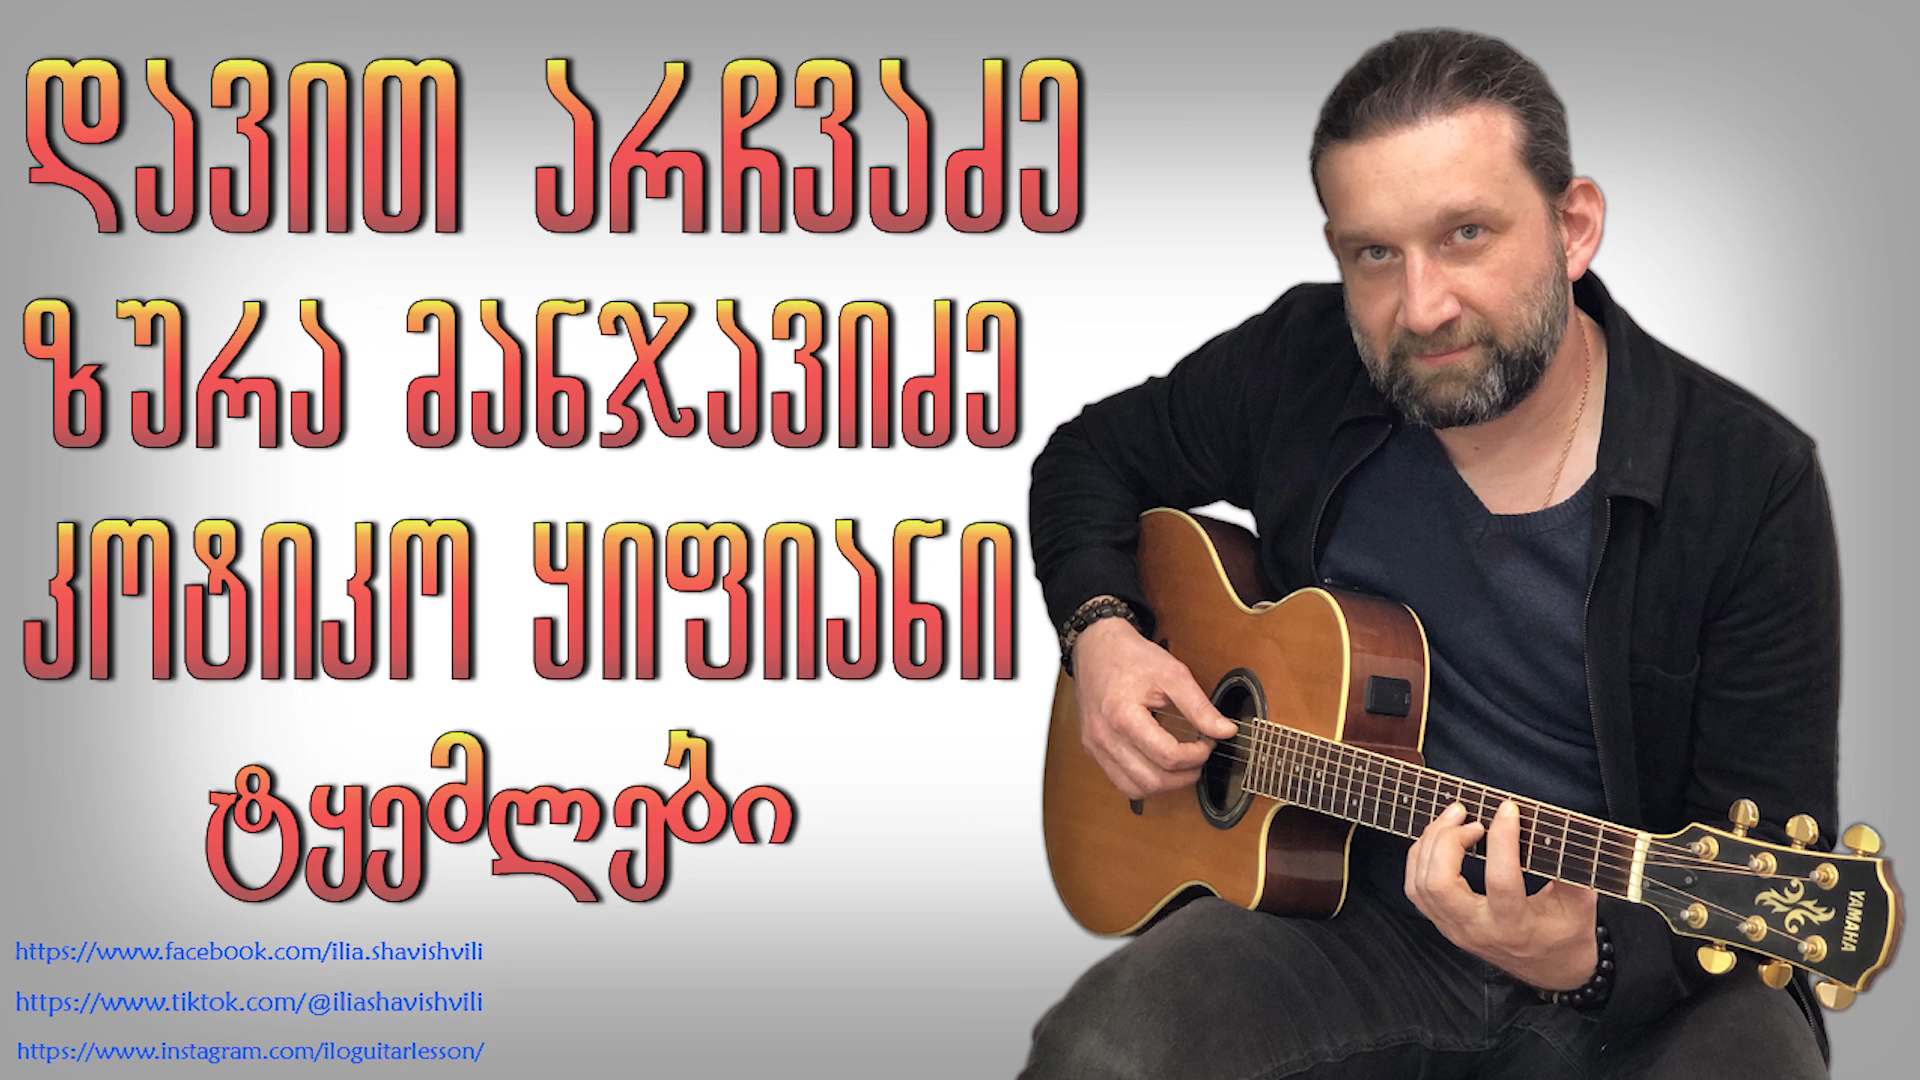 დავით არჩვაძე
ზურა მანჯავიძე
კოტიკო ყიფიანი
ტყემლები
https://www.facebook.com/ilia.shavishvili
https://www.tiktok.com/@iliashavishvili
https://www.instagram.com/iloguitarlesson/
YAMAHA